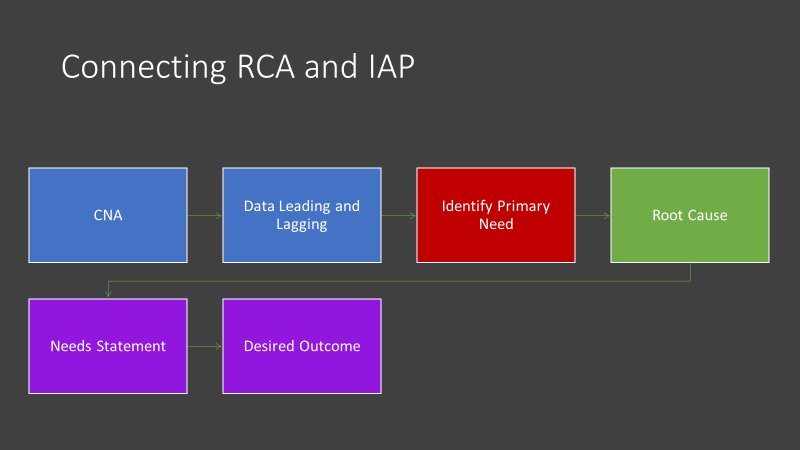 Connecting RCA and IAP
CNA
Data Leading and
Lagging
Identify Primary
Need
Root Cause
Needs Statement
Desired Outcome